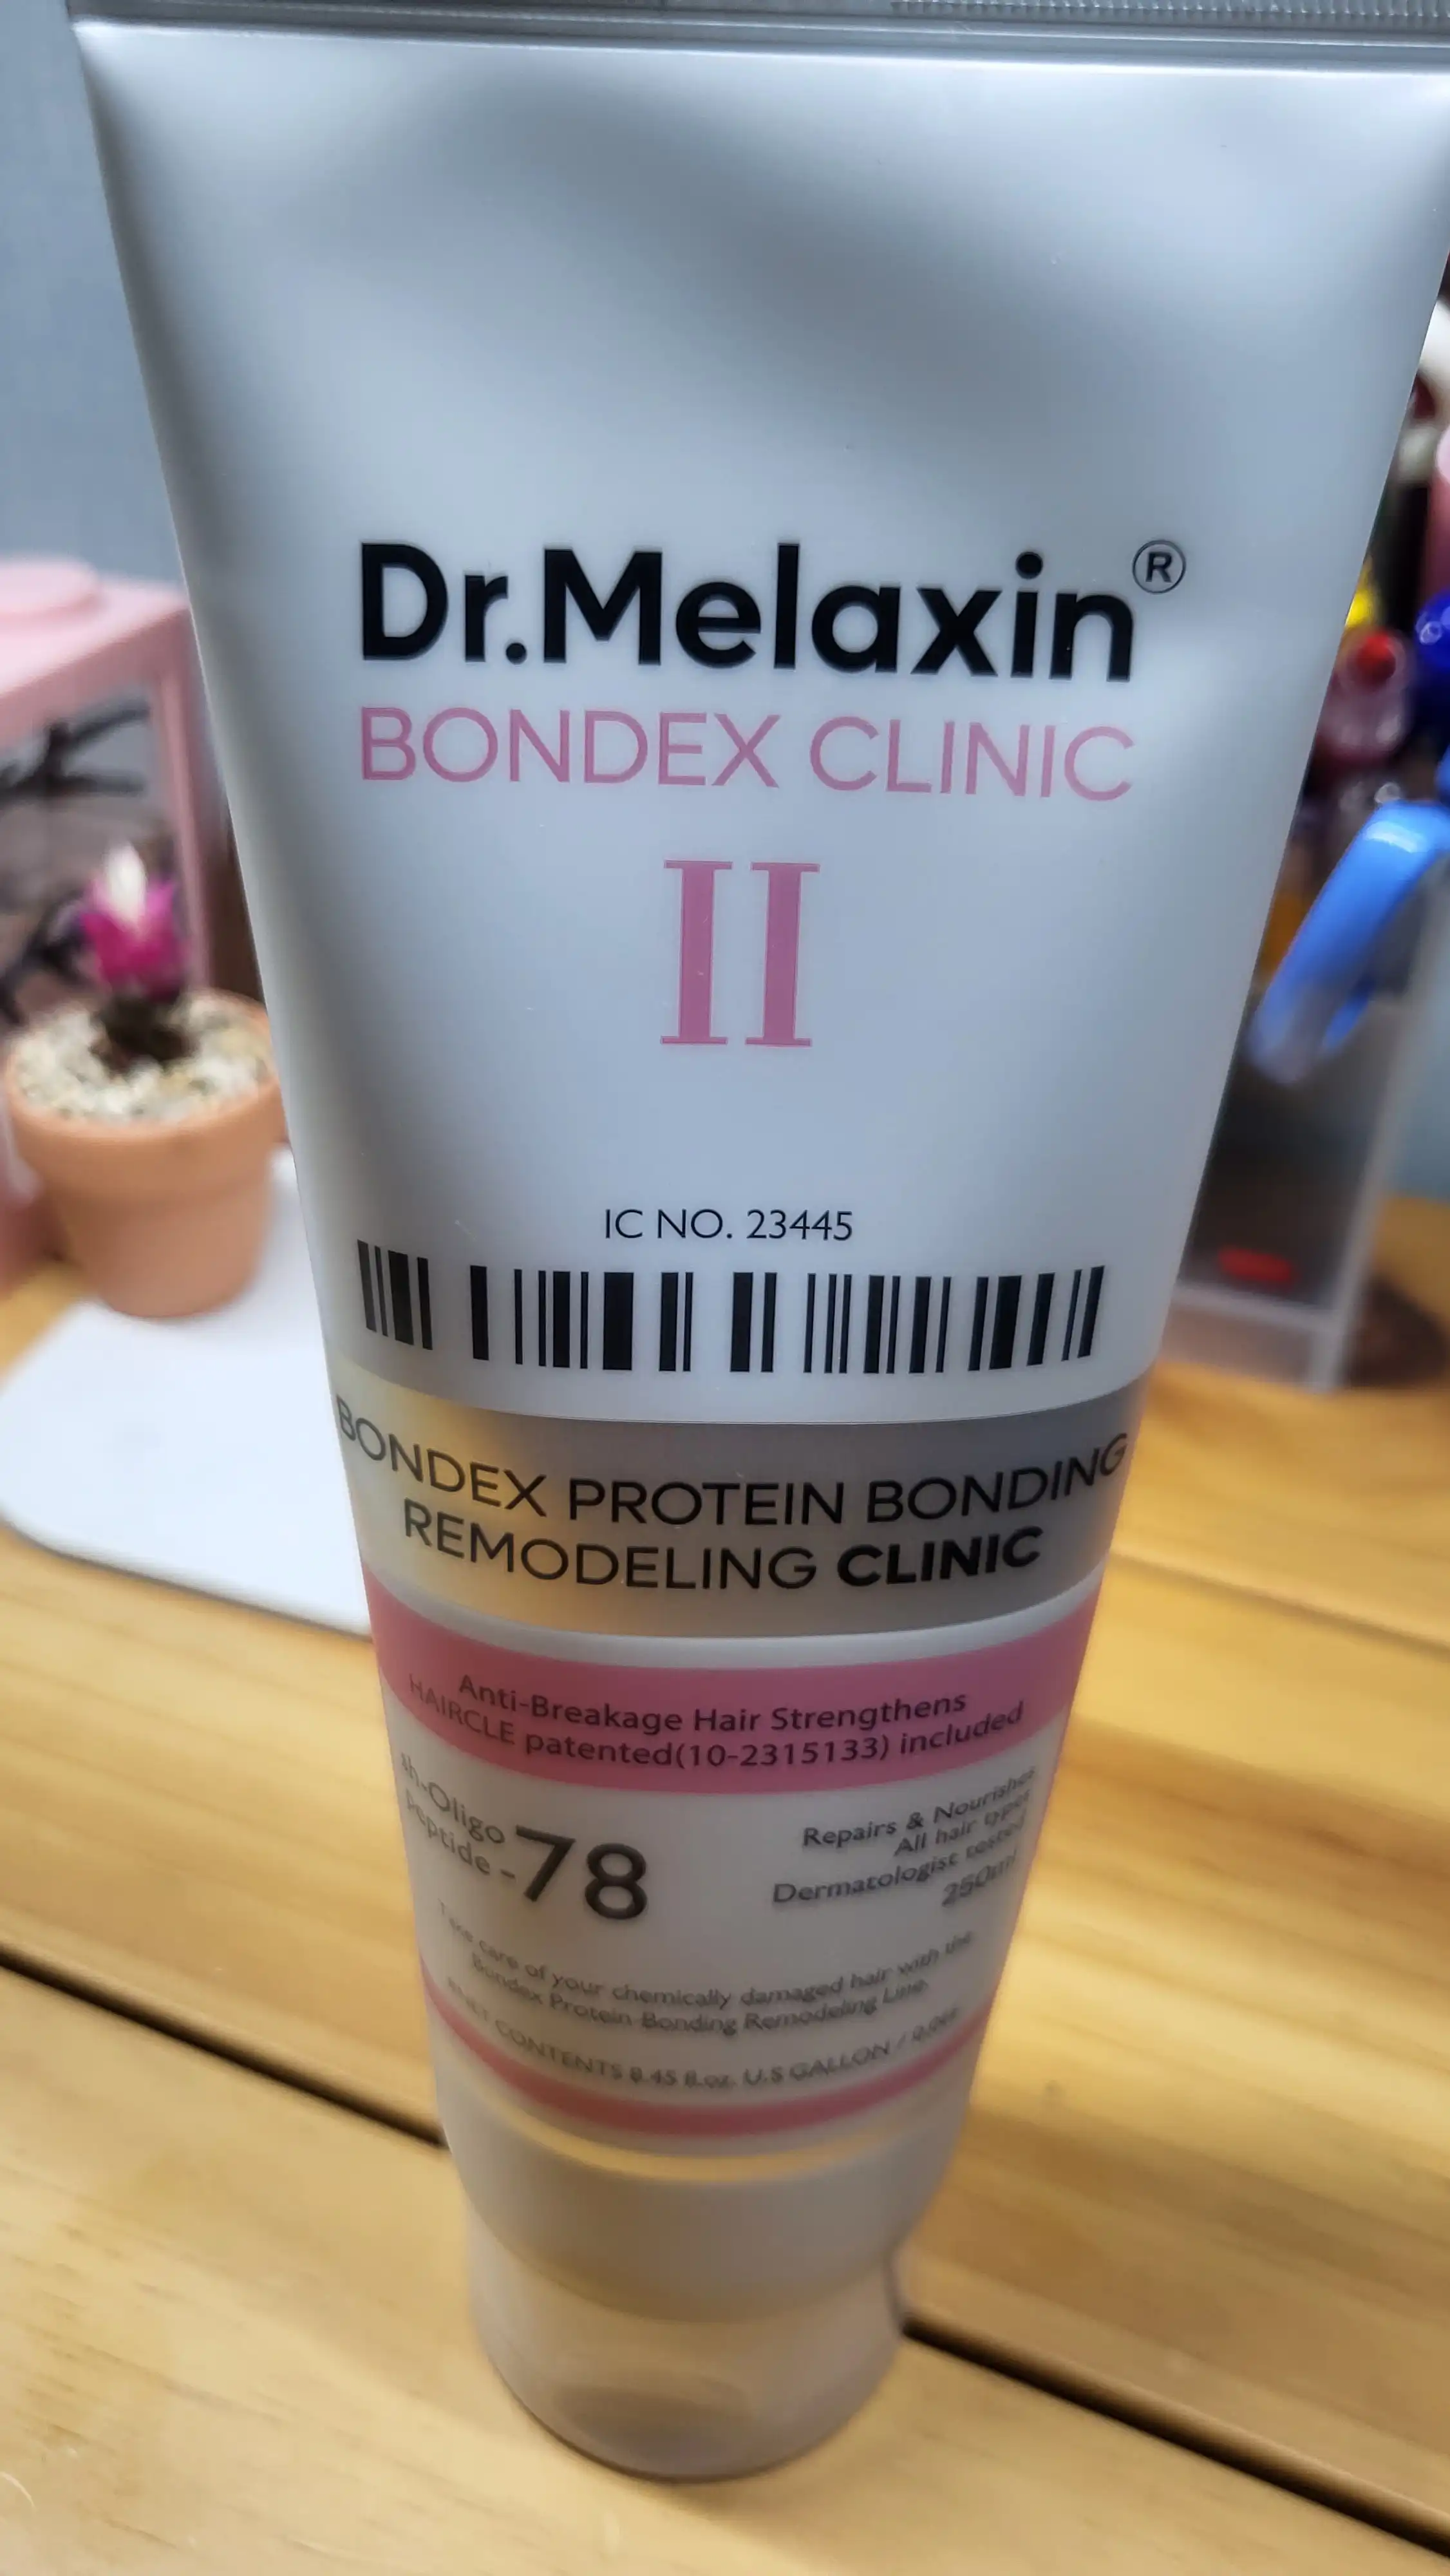 Dr.Melaxin®
BONDEX CLINIC
II
IC NO. 23445
BONDEX PROTEIN BONDING
REMODELING CLINIC
Anti-Breakage Hair Strengthens
HAIRCLE patented(10-2315133) included
sh-Oligo
peptide -78
Repairs & Nourishes
All hair types
Dermatologist tested
250ml
Take care of your chemically damaged hair with the
Bondex Protein Bonding Remodeling Line.
CONTENTS 8.45 fl.oz. U.S GALLON /